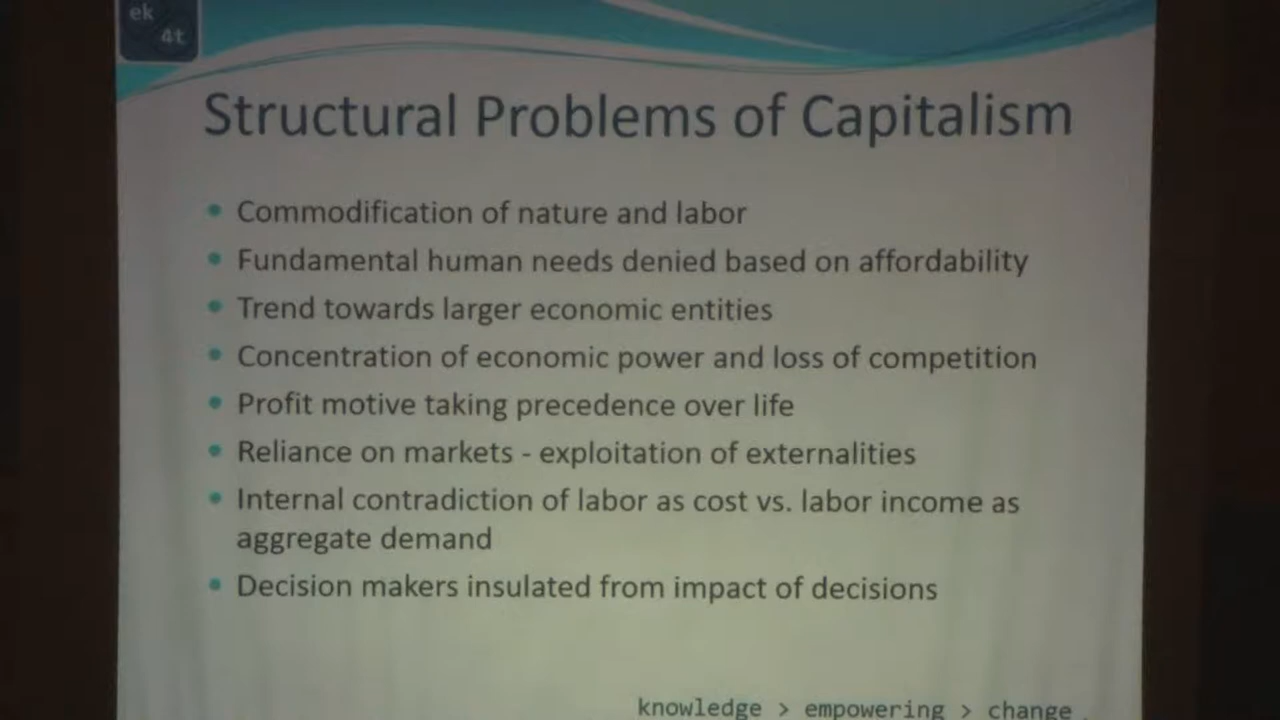 ek
4t
Structural Problems of Capitalism
Commodification of nature and labor
Fundamental human needs denied based on affordability
Trend towards larger economic entities
Concentration of economic power and loss of competition
Profit motive taking precedence over life
Reliance on markets - exploitation of externalities
Internal contradiction of labor as cost vs. labor income as
aggregate demand
Decision makers insulated from impact of decisions
knowledge > empowering > change